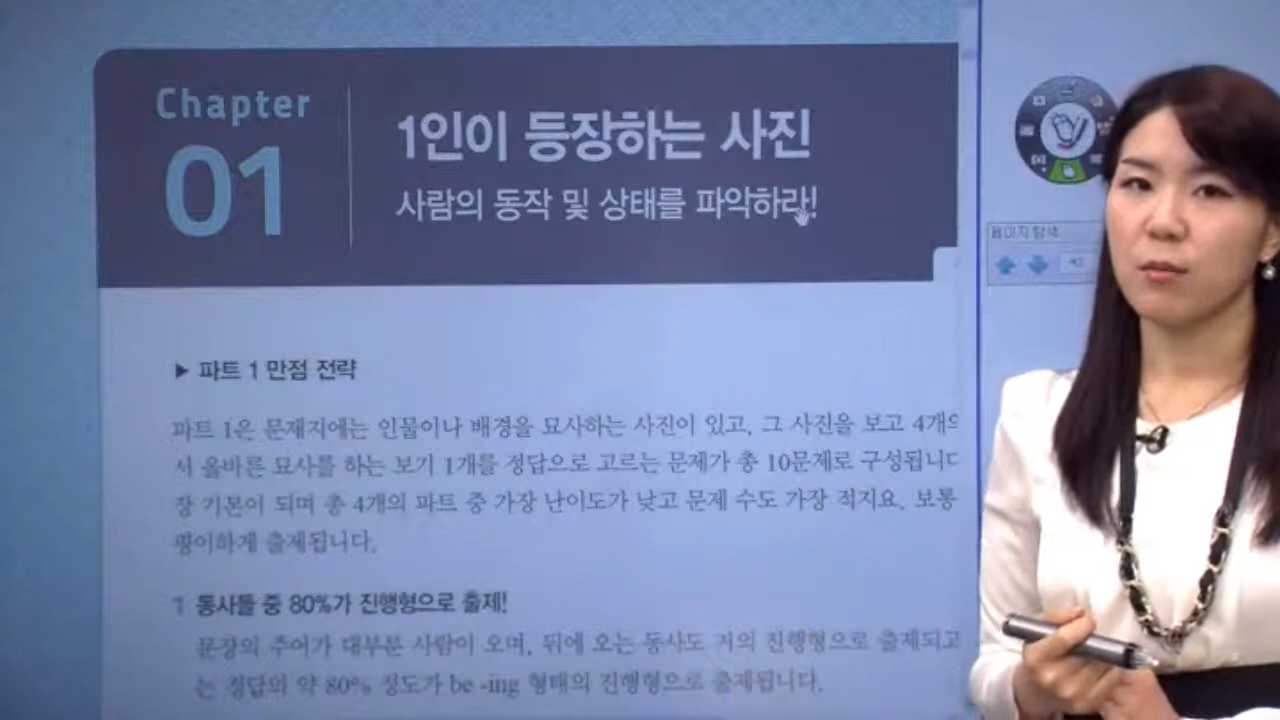 Chapter
01
1인이 등장하는 사진
사람의 동작 및 상태를 파악하라!
페이지 탐색
▶ 파트 1 만점 전략
파트 1은 문제지에는 인물이나 배경을 묘사하는 사진이 있고, 그 사진을 보고 4개의
서 올바른 묘사를 하는 보기 1개를 정답으로 고르는 문제가 총 10문제로 구성됩니다
장 기본이 되며 총 4개의 파트 중 가장 난이도가 낮고 문제 수도 가장 적지요. 보통
평이하게 출제됩니다.
1 동사들 중 80%가 진행형으로 출제!
문장의 주어가 대부분 사람이 오며, 뒤에 오는 동사도 거의 진행형으로 출제되고
는 정답의 약 80% 정도가 be -ing 형태의 진행형으로 출제됩니다.